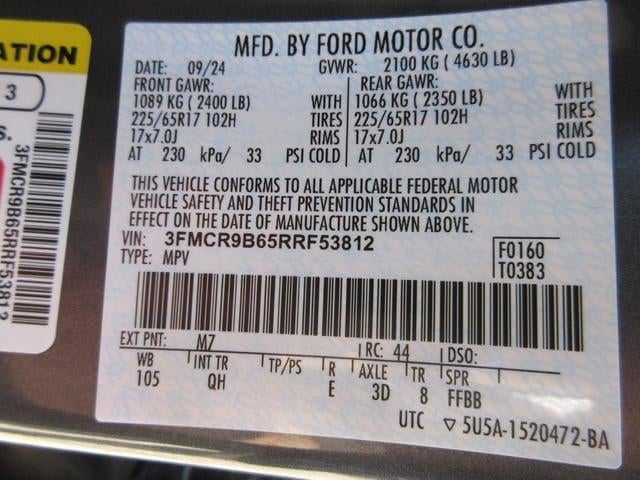 ATION
3
S.
3FMCR9B65RRF53812
MFD. BY FORD MOTOR CO.
DATE: 09/24 GVWR: 2100 KG ( 4630 LB)
FRONT GAWR: REAR GAWR:
1089 KG ( 2400 LB) WITH 1066 KG ( 2350 LB) WITH
225/65R17 102H TIRES 225/65R17 102H TIRES
17x7.0J RIMS 17x7.0J RIMS
AT 230 kPa/ 33 PSI COLD AT 230 kPa/ 33 PSI COLD
THIS VEHICLE CONFORMS TO ALL APPLICABLE FEDERAL MOTOR
VEHICLE SAFETY AND THEFT PREVENTION STANDARDS IN
EFFECT ON THE DATE OF MANUFACTURE SHOWN ABOVE.
VIN: 3FMCR9B65RRF53812 F0160
TYPE: MPV T0383
EXT PNT: M7 RC: 44 DSO:
WB INT TR TP/PS R AXLE TR SPR
105 QH E 3D 8 FFBB
UTC ▽5U5A-1520472-BA